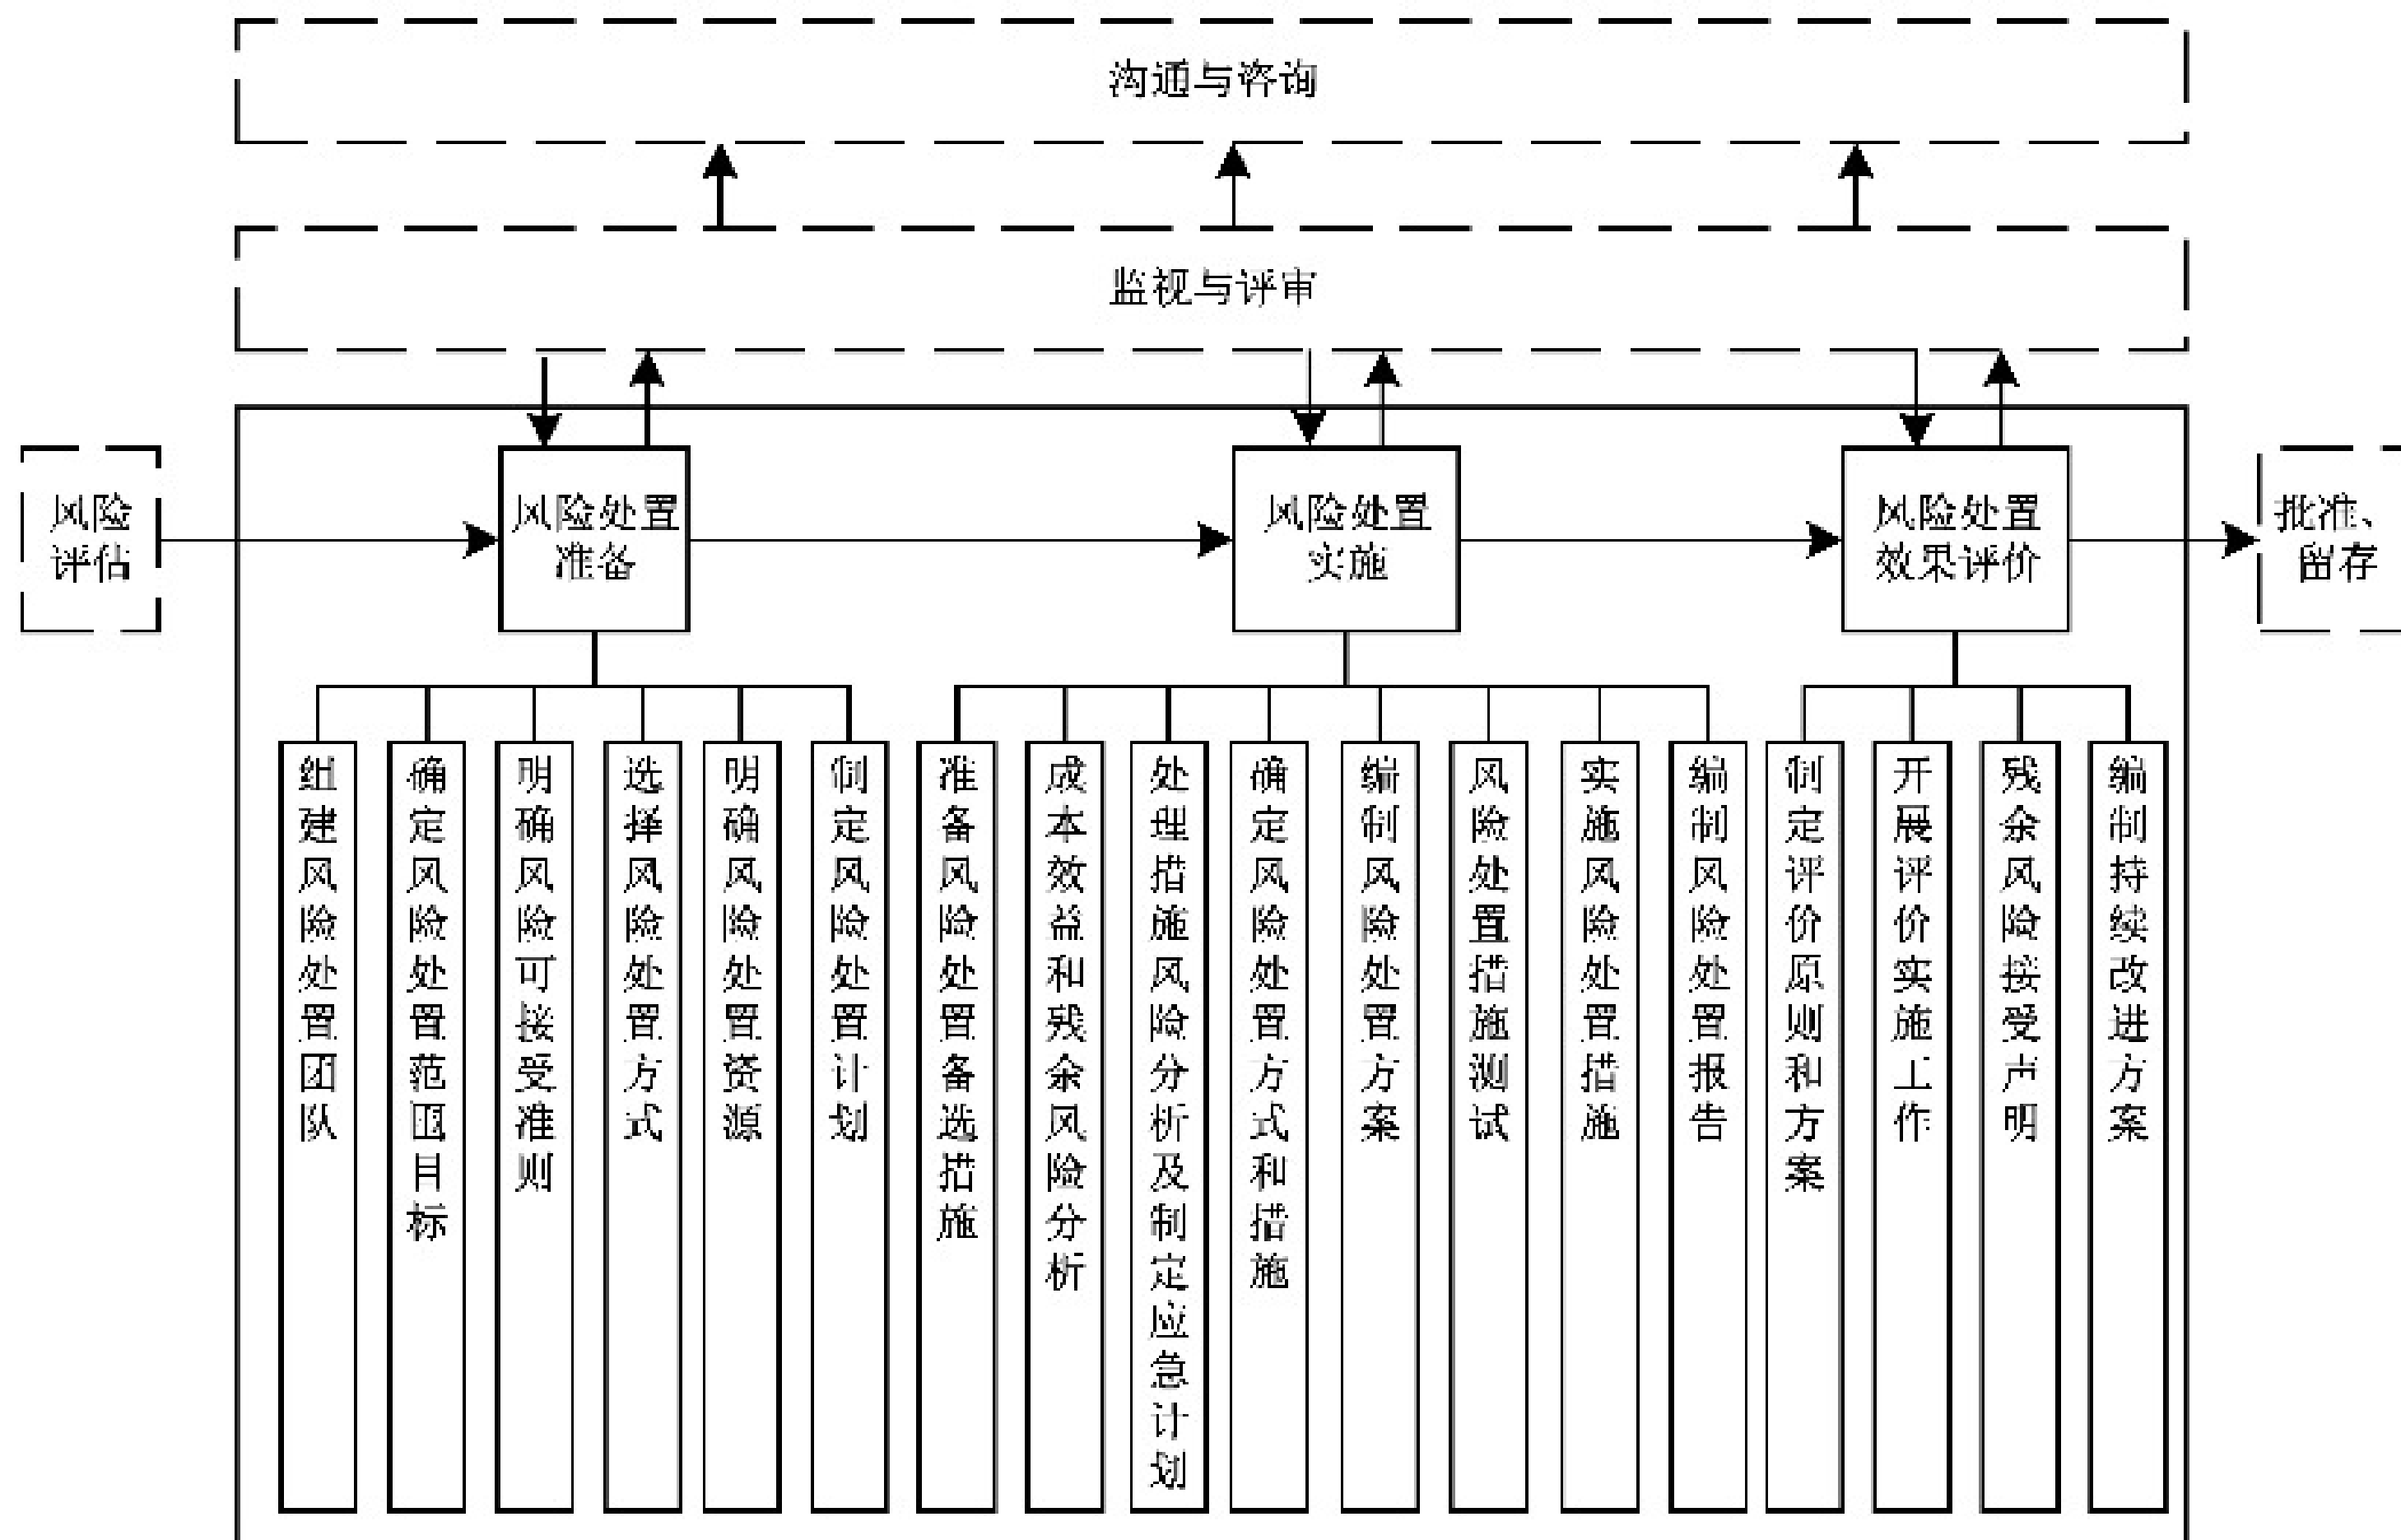 沟通与咨询
监视与评审
风险
评估
风险处置
准备
风险处置
实施
风险处置
效果评价
批准、
留存
组建风险处置团队
确定风险处置范围目标
明确风险可接受准则
选择风险处置方式
明确风险处置资源
制定风险处置计划
准备风险处置备选措施
成本效益和残余风险分析
处理措施风险分析及制定应急计划
确定风险处置方式和措施
编制风险处置方案
风险处置措施测试
实施风险处置措施
编制风险处置报告
制定评价原则和方案
开展评价实施工作
残余风险接受声明
编制持续改进方案